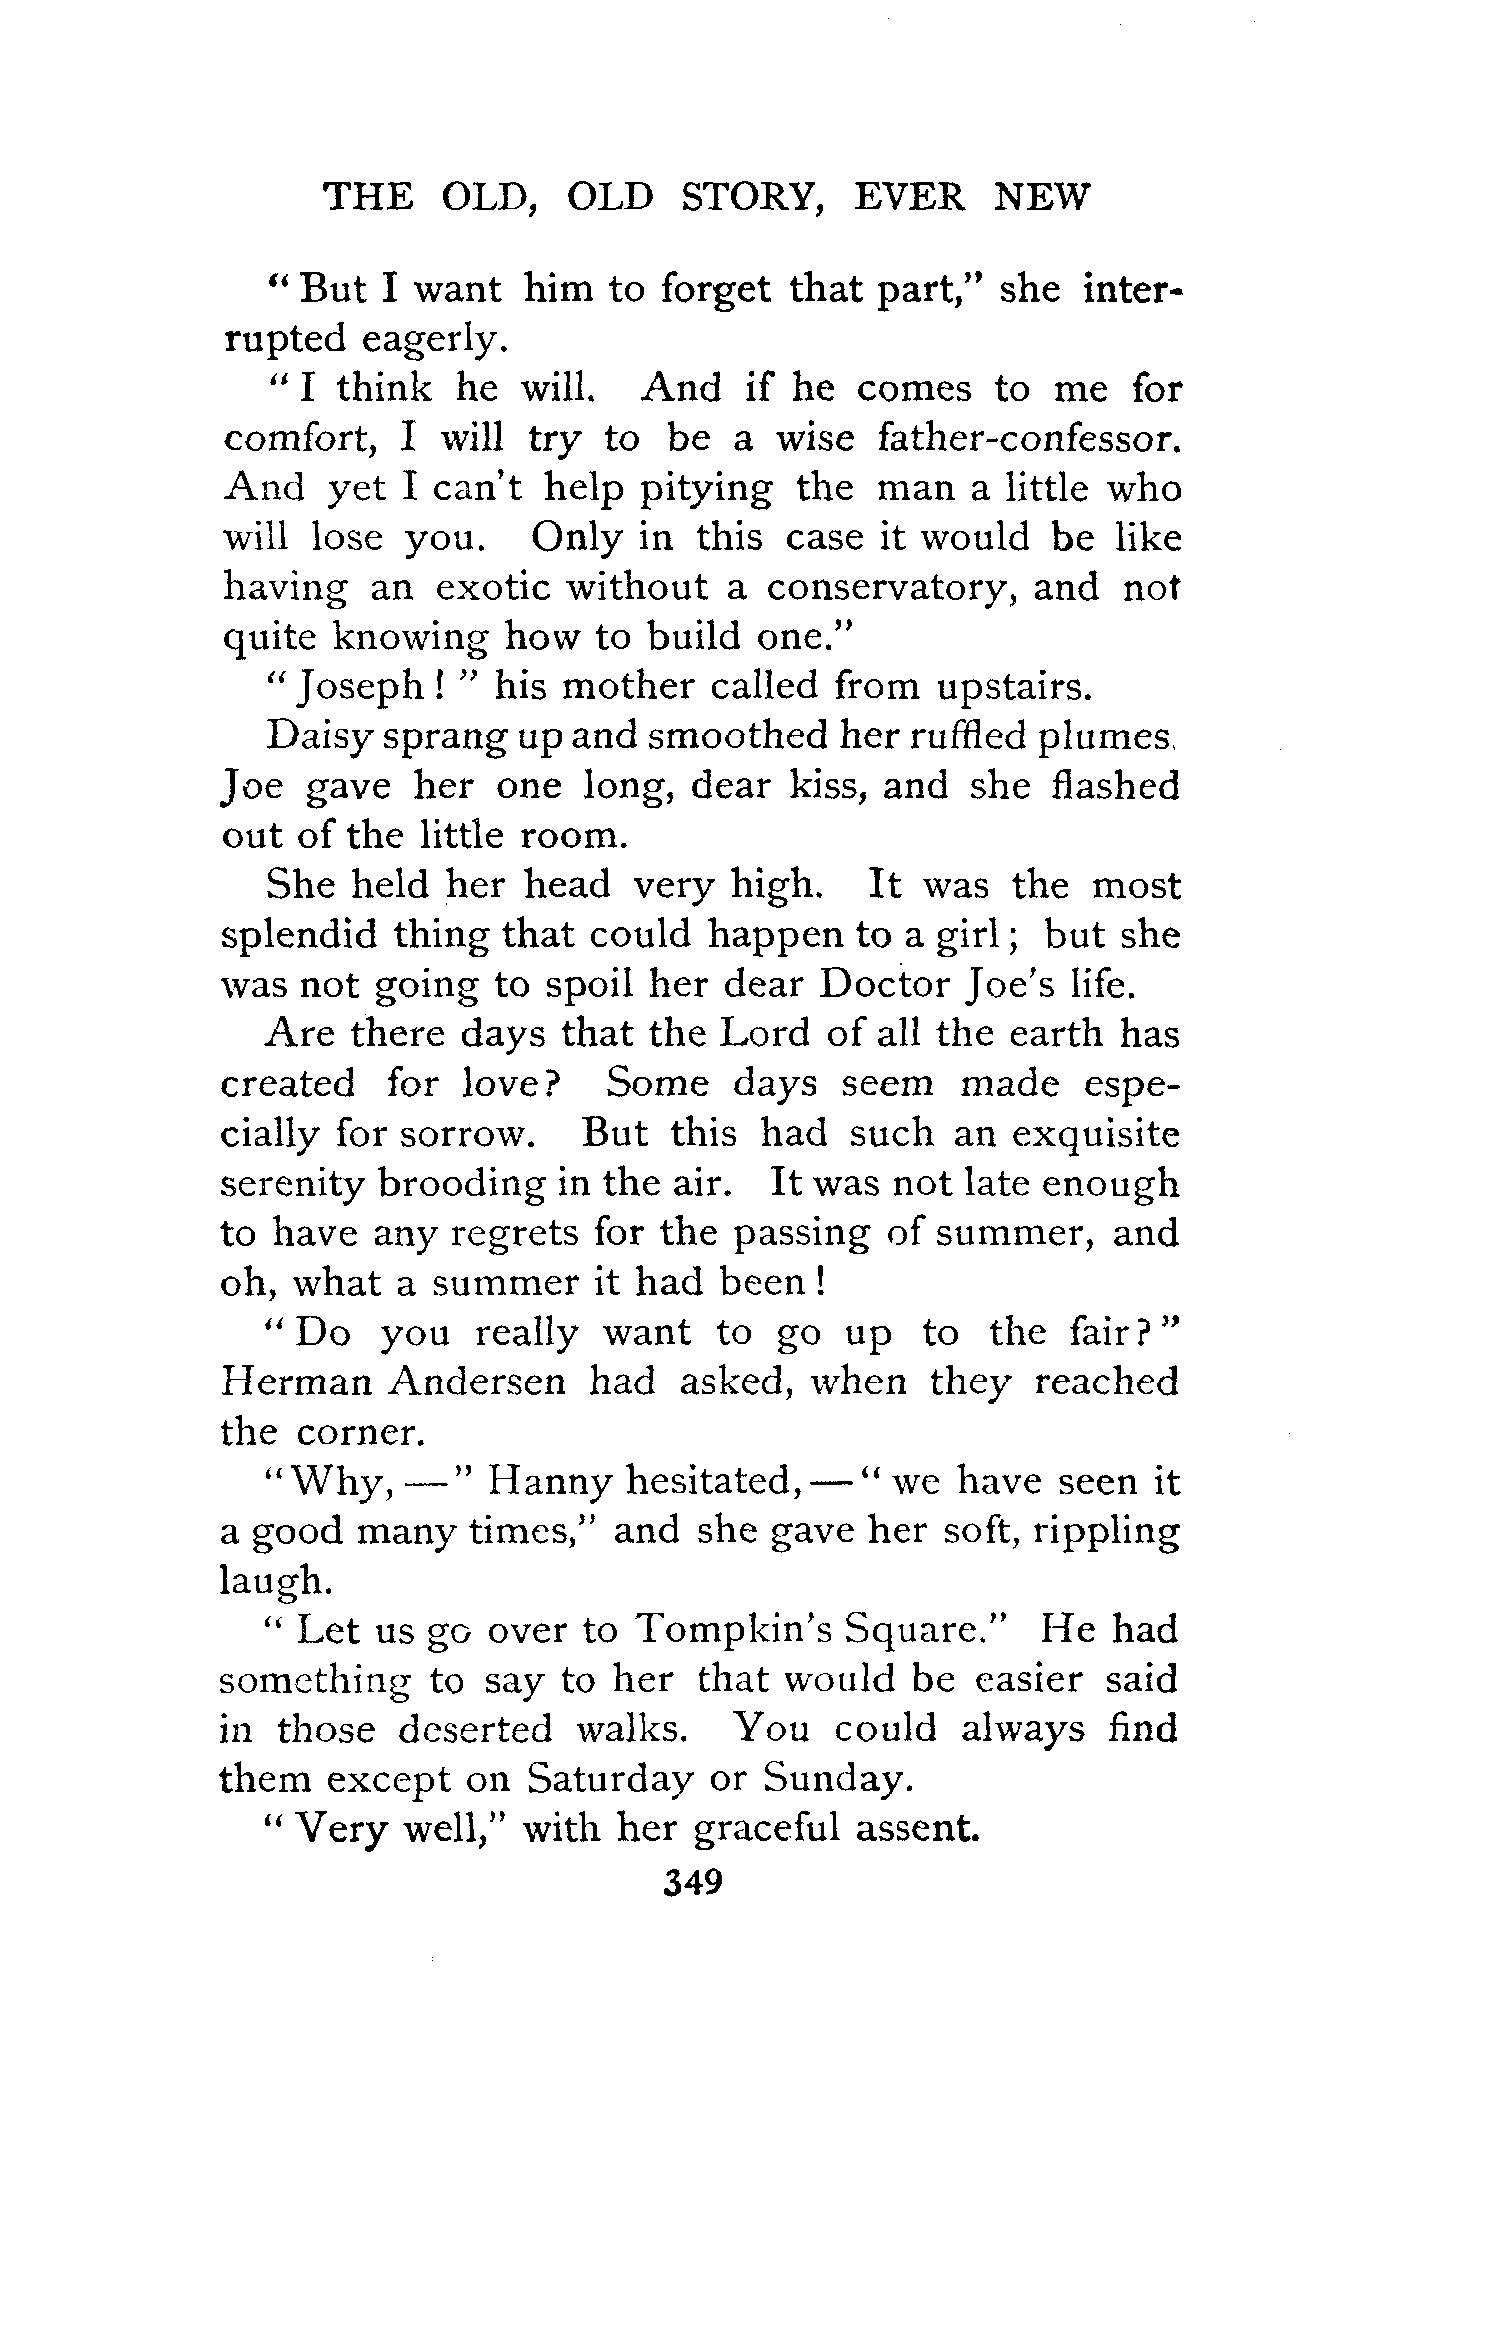 THE OLD, OLD STORY, EVER NEW
“ But I want him to forget that part,” she inter-
rupted eagerly.
“ I think he will. And if he comes to me for
comfort, I will try to be a wise father-confessor.
And yet I can’t help pitying the man a little who
will lose you. Only in this case it would be like
having an exotic without a conservatory, and not
quite knowing how to build one.”
“ Joseph ! ” his mother called from upstairs.
Daisy sprang up and smoothed her ruffled plumes.
Joe gave her one long, dear kiss, and she flashed
out of the little room.
She held her head very high. It was the most
splendid thing that could happen to a girl ; but she
was not going to spoil her dear Doctor Joe’s life.
Are there days that the Lord of all the earth has
created for love? Some days seem made espe-
cially for sorrow. But this had such an exquisite
serenity brooding in the air. It was not late enough
to have any regrets for the passing of summer, and
oh, what a summer it had been !
“ Do you really want to go up to the fair? ”
Herman Andersen had asked, when they reached
the corner.
“ Why, — ” Hanny hesitated, — “ we have seen it
a good many times,” and she gave her soft, rippling
laugh.
“ Let us go over to Tompkin’s Square.” He had
something to say to her that would be easier said
in those deserted walks. You could always find
them except on Saturday or Sunday.
“ Very well,” with her graceful assent.
349